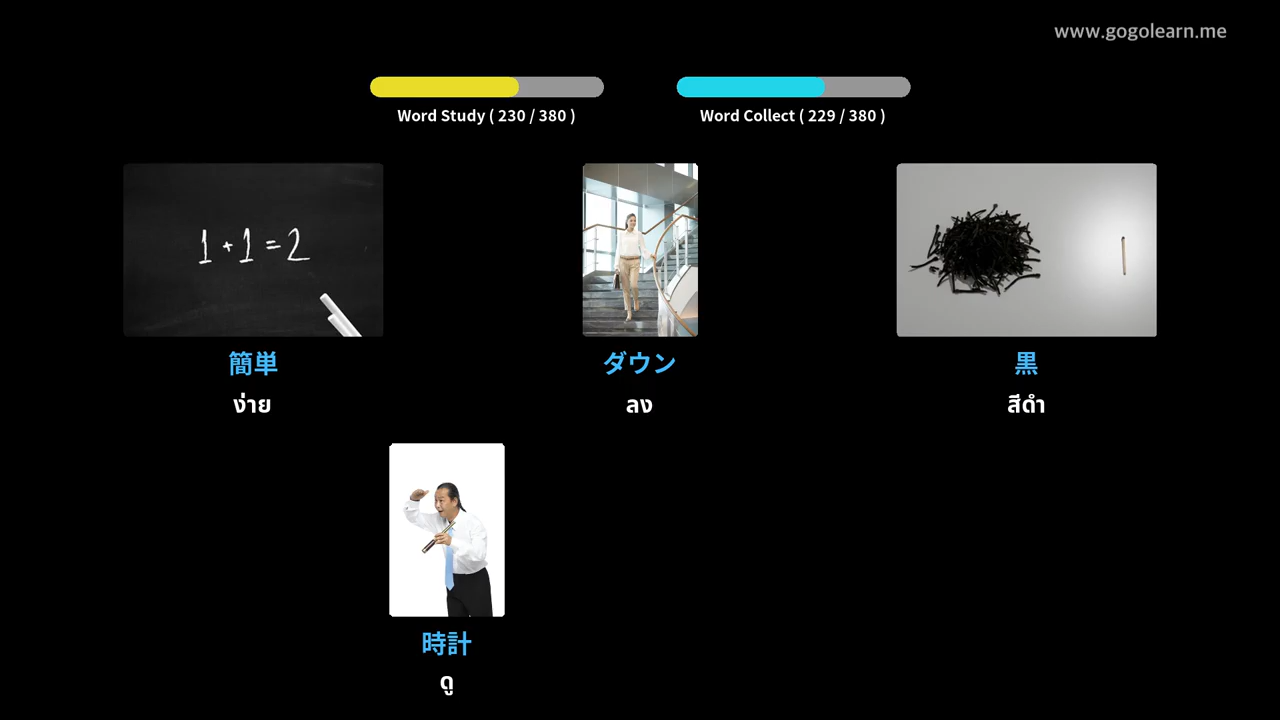 www.gogolearn.me
Word Study ( 230 / 380 )
Word Collect ( 229 / 380 )
1 + 1 = 2
簡単
ง่าย
ダウン
ลง
黒
สีดำ
時計
ดู